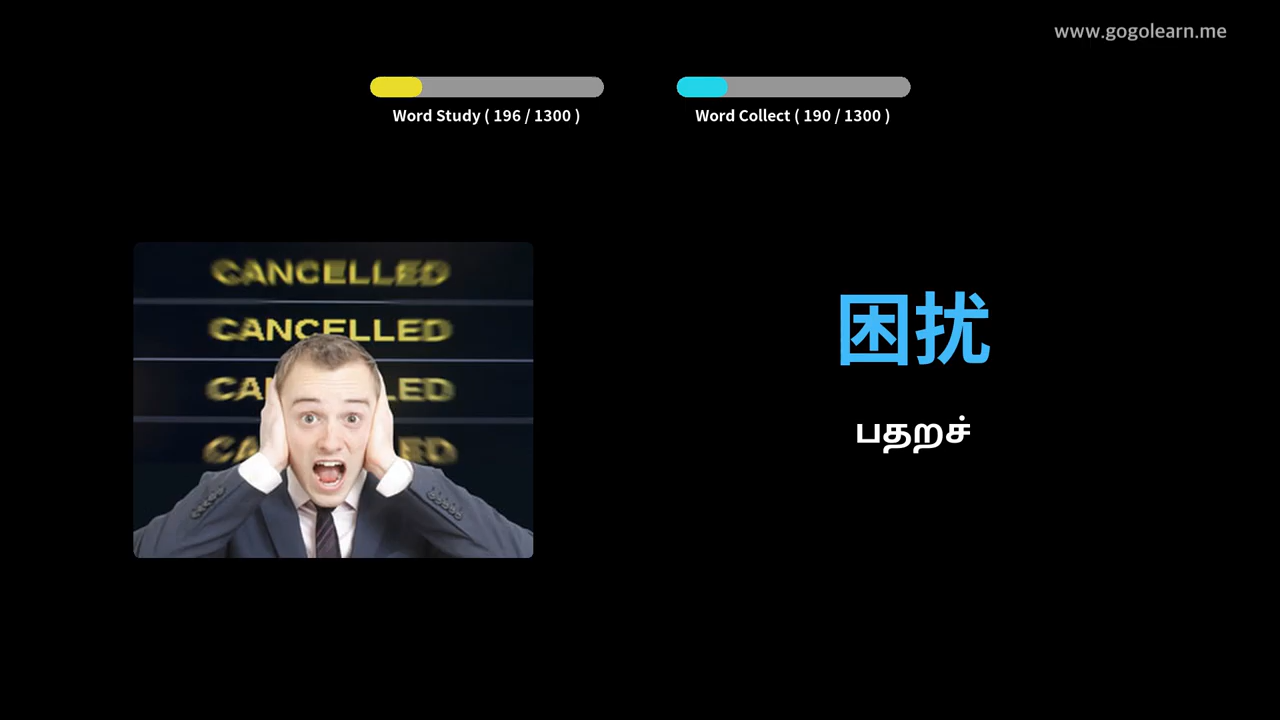 www.gogolearn.me
Word Study ( 196 / 1300 )
Word Collect ( 190 / 1300 )
CANCELLED
CANCELLED
困扰
பதறச்